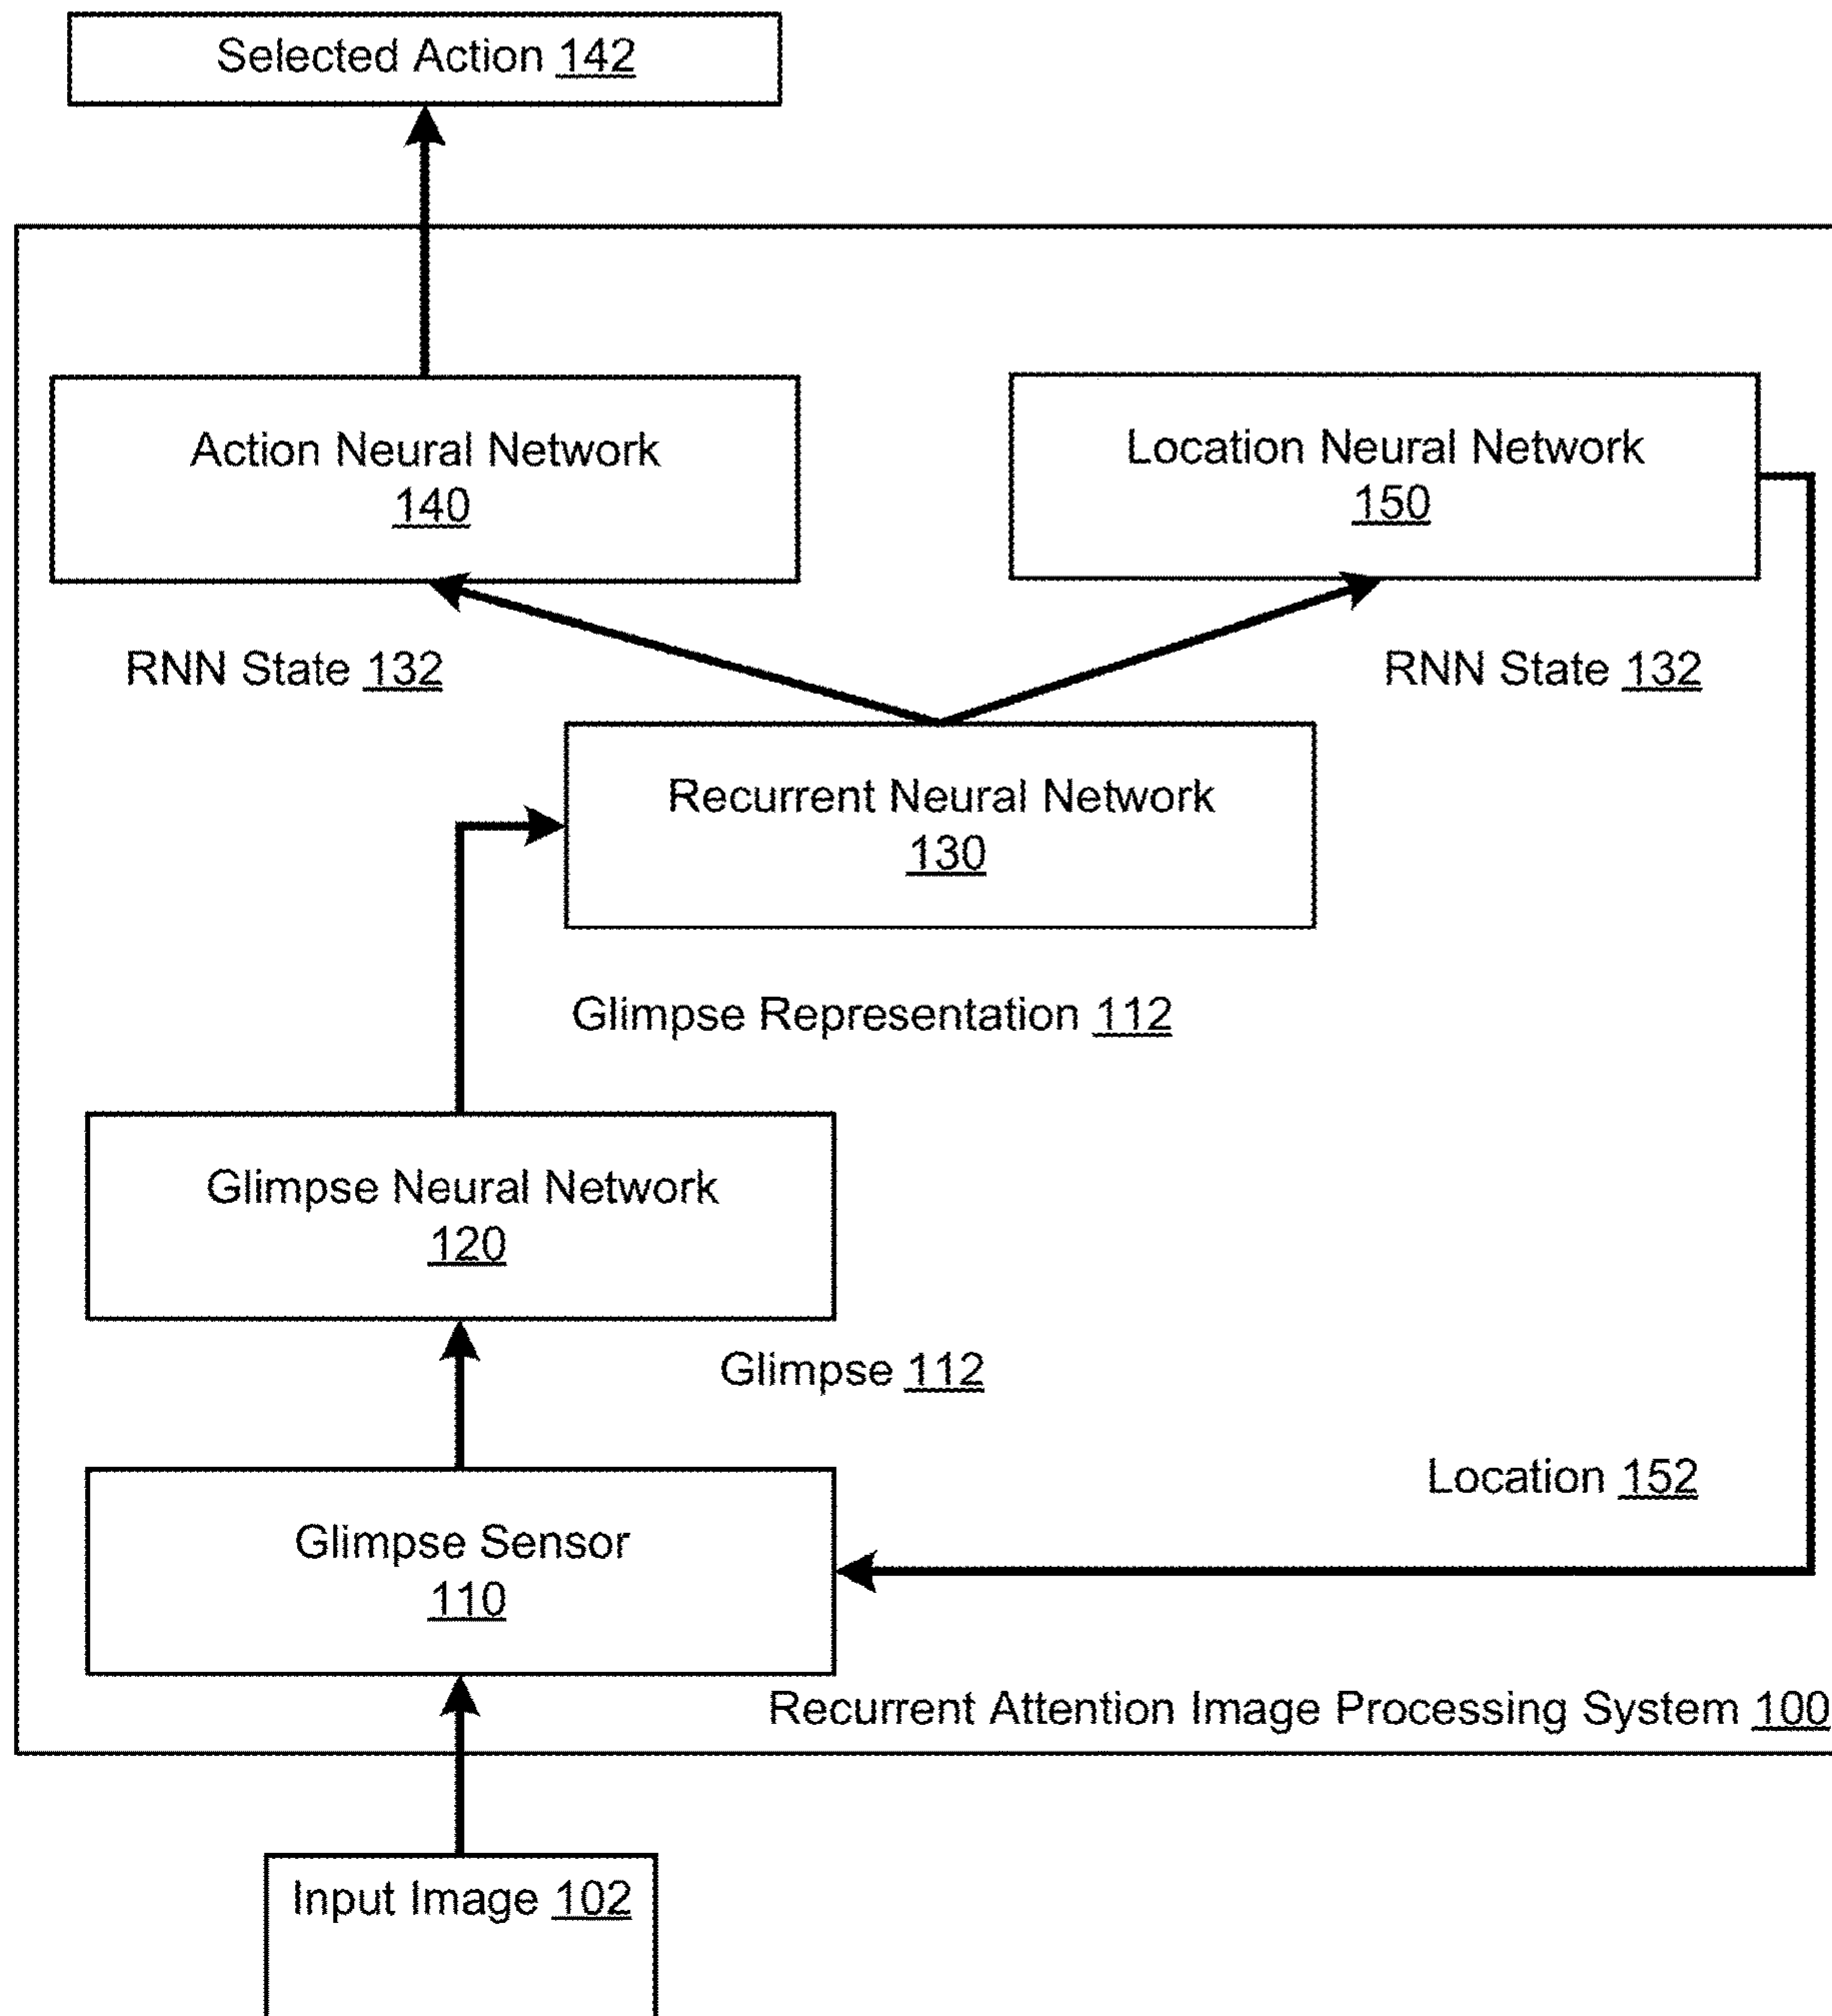 Selected Action 142
Action Neural Network
140
Location Neural Network
150
RNN State 132
RNN State 132
Recurrent Neural Network
130
Glimpse Representation 112
Glimpse Neural Network
120
Glimpse 112
Location 152
Glimpse Sensor
110
Recurrent Attention Image Processing System 100
Input Image 102